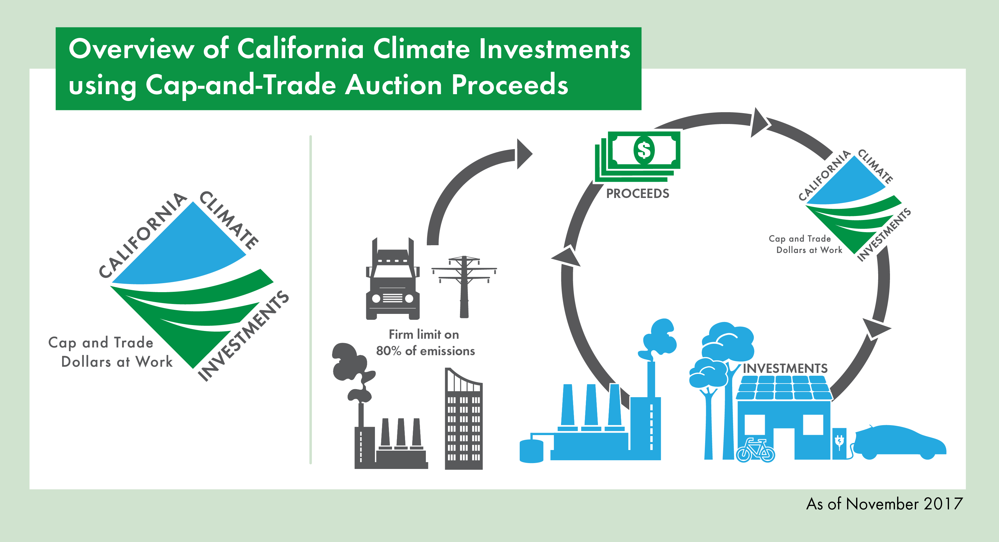 Overview of California Climate Investments
using Cap-and-Trade Auction Proceeds
CALIFORNIA
CLIMATE
INVESTMENTS
Cap and Trade
Dollars at Work
Firm limit on
80% of emissions
$
PROCEEDS
CALIFORNIA
CLIMATE
INVESTMENTS
Cap and Trade
Dollars at Work
INVESTMENTS
As of November 2017